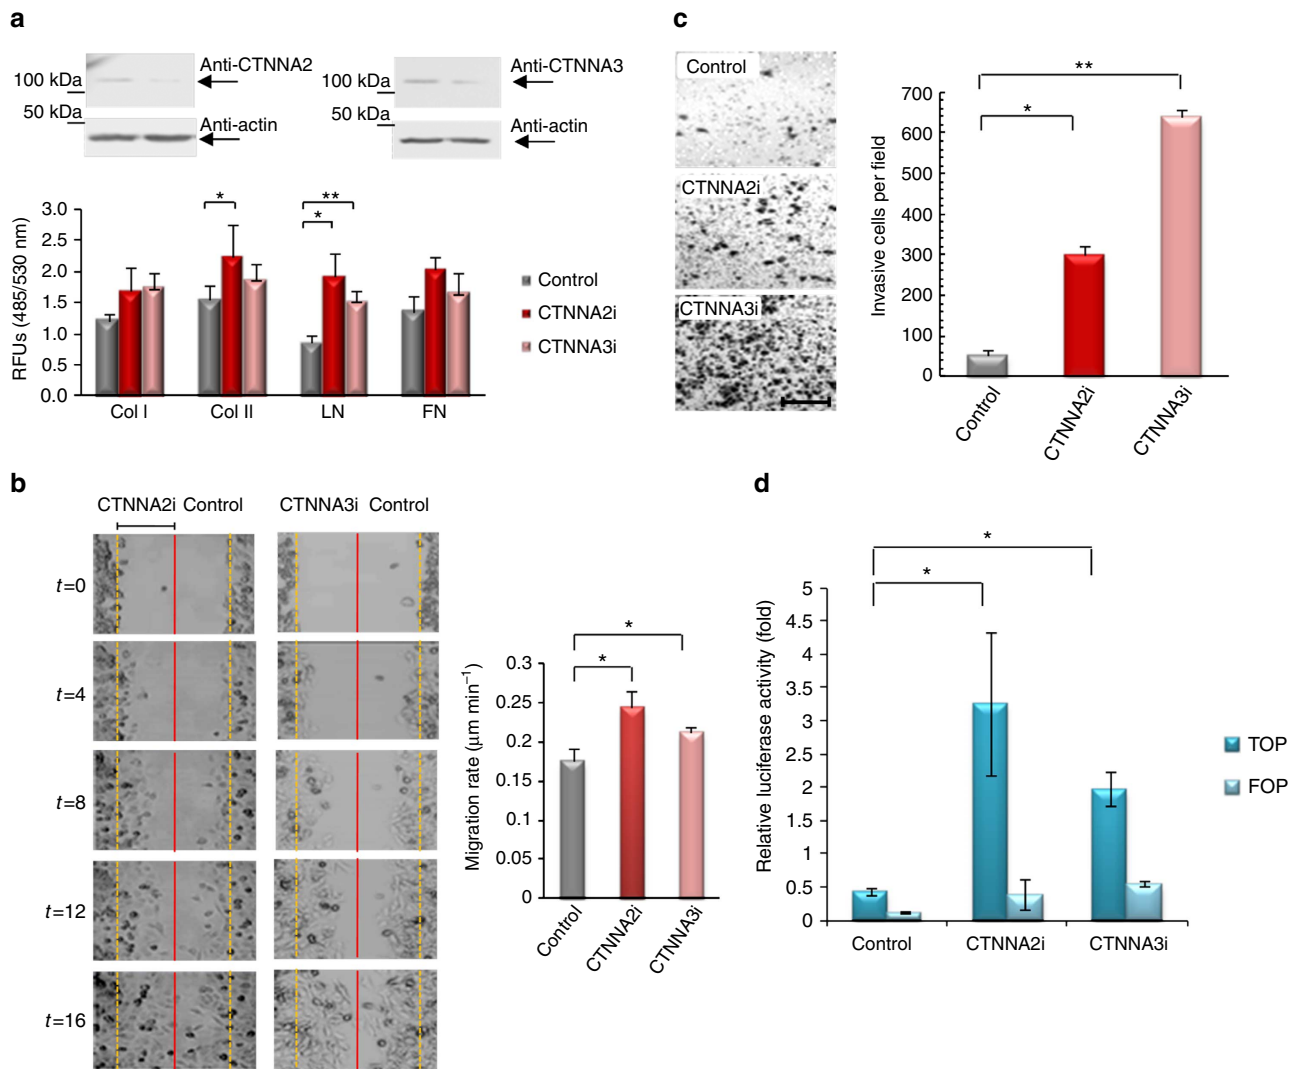 a
100 kDa
50 kDa
Anti-CTNNA2
Anti-actin
100 kDa
50 kDa
Anti-CTNNA3
Anti-actin
RFUs (485/530 nm)
3.0
2.5
2.0
1.5
1.0
0.5
0.0
*
*
**
Col I
Col II
LN
FN
Control
CTNNA2i
CTNNA3i
c
Control
CTNNA2i
CTNNA3i
Invasive cells per field
700
600
500
400
300
200
100
0
*
**
Control
CTNNA2i
CTNNA3i
b
CTNNA2i Control
CTNNA3i Control
t=0
t=4
t=8
t=12
t=16
Migration rate (µm min−1)
0.3
0.25
0.2
0.15
0.1
0.05
0
*
*
Control
CTNNA2i
CTNNA3i
d
Relative luciferase activity (fold)
5
4.5
4
3.5
3
2.5
2
1.5
1
0.5
0
*
*
Control
CTNNA2i
CTNNA3i
TOP
FOP